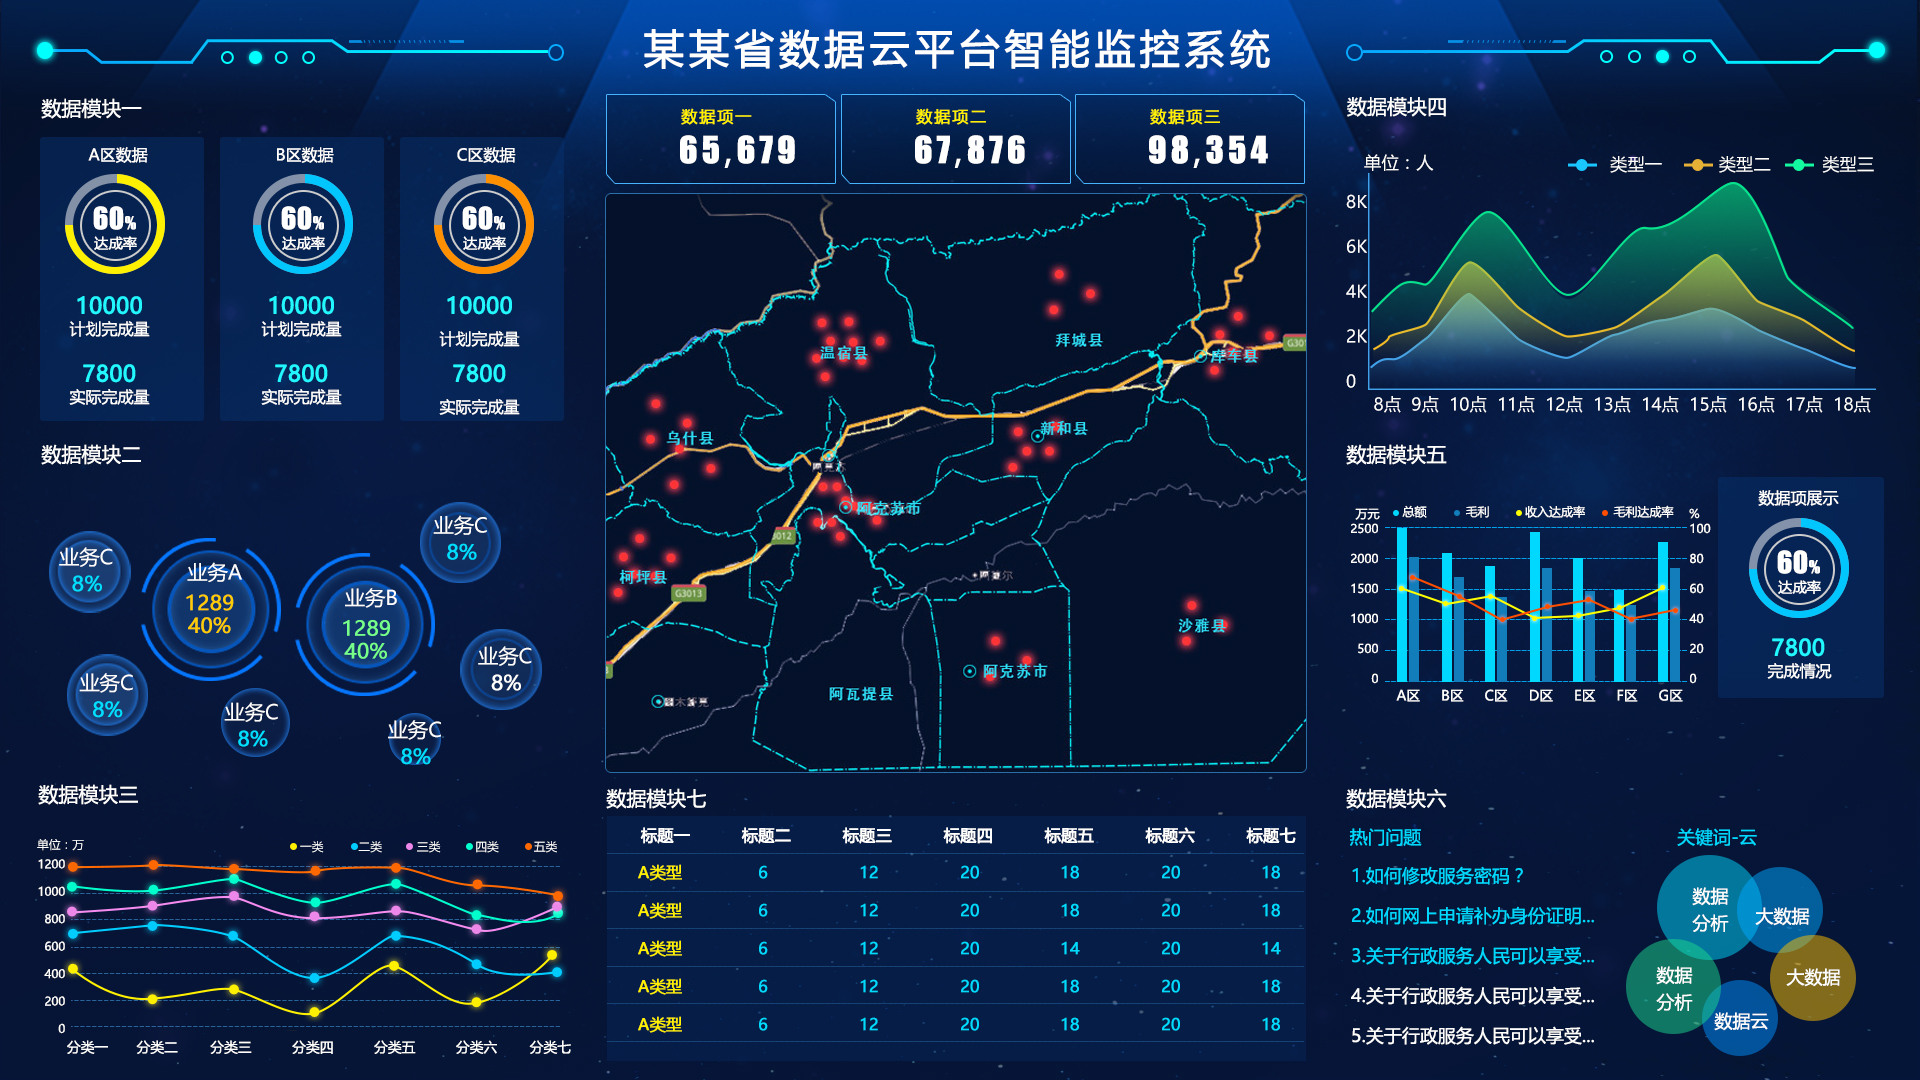 某某省数据云平台智能监控系统
数据模块一
A区数据
60%
达成率
10000
计划完成量
7800
实际完成量
B区数据
60%
达成率
10000
计划完成量
7800
实际完成量
C区数据
60%
达成率
10000
计划完成量
7800
实际完成量
数据模块二
业务C
8%
业务A
1289
40%
业务B
1289
40%
业务C
8%
业务C
8%
业务C
8%
业务C
8%
业务C
8%
数据模块三
单位：万
一类 二类 三类 四类 五类
1200
1000
800
600
400
200
0
分类一 分类二 分类三 分类四 分类五 分类六 分类七
数据项一
65,679
数据项二
67,876
数据项三
98,354
温宿县
拜城县
库车县
G301
乌什县
新和县
阿克苏市
3012
柯坪县
G3013
沙雅县
阿克苏市
阿瓦提县
数据模块七
标题一 标题二 标题三 标题四 标题五 标题六 标题七
A类型 6 12 20 18 20 18
A类型 6 12 20 18 20 18
A类型 6 12 20 14 20 14
A类型 6 12 20 18 20 18
A类型 6 12 20 18 20 18
数据模块四
单位：人
类型一 类型二 类型三
8K
6K
4K
2K
0
8点 9点 10点 11点 12点 13点 14点 15点 16点 17点 18点
数据模块五
万元 总额 毛利 收入达成率 毛利达成率 %
2500 100
2000 80
1500 60
1000 40
500 20
0 0
A区 B区 C区 D区 E区 F区 G区
数据项展示
60%
达成率
7800
完成情况
数据模块六
热门问题
1.如何修改服务密码？
2.如何网上申请补办身份证明...
3.关于行政服务人民可以享受...
4.关于行政服务人民可以享受...
5.关于行政服务人民可以享受...
关键词-云
数据
分析
大数据
数据
分析
大数据
数据云